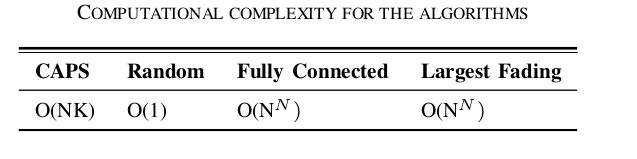 COMPUTATIONAL COMPLEXITY FOR THE ALGORITHMS
CAPS Random Fully Connected Largest Fading
O(NK) O(1) O(N^N) O(N^N)